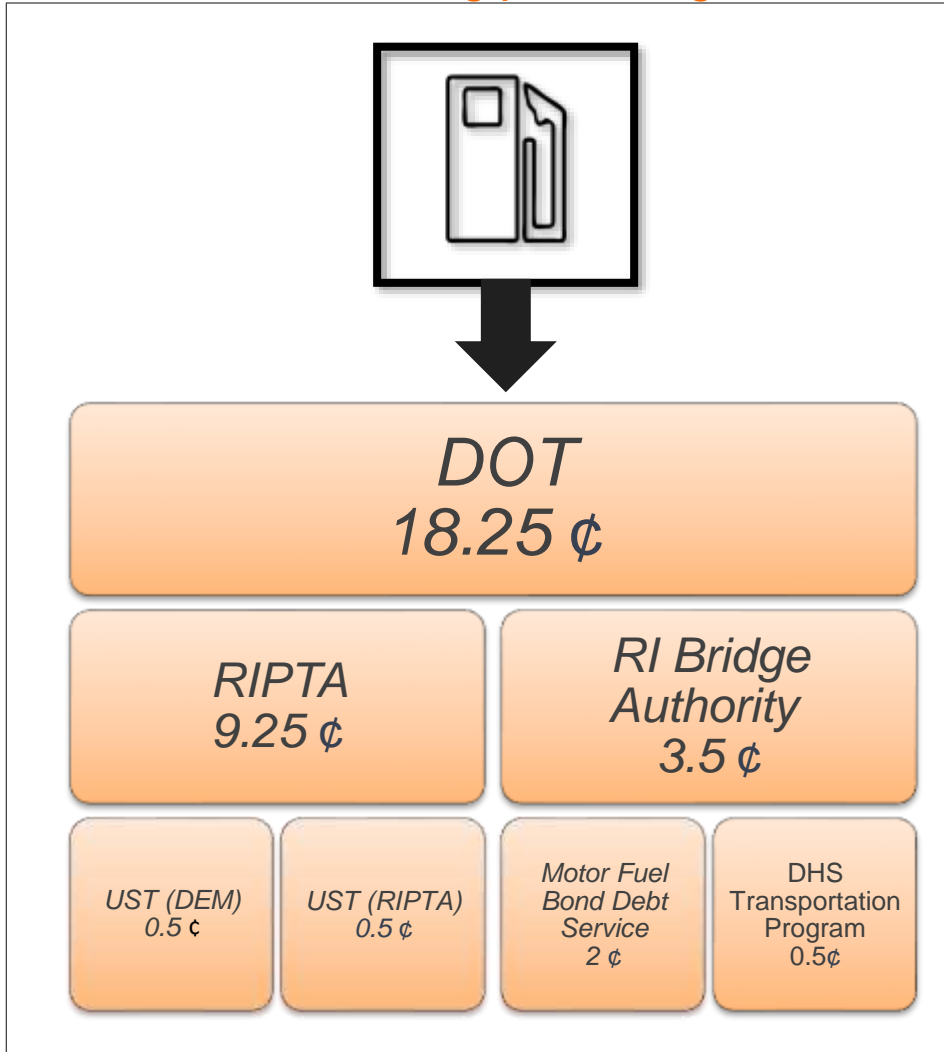 DOT
18.25 ¢
RIPTA
9.25 ¢
RI Bridge
Authority
3.5 ¢
UST (DEM)
0.5 ¢
UST (RIPTA)
0.5 ¢
Motor Fuel
Bond Debt
Service
2 ¢
DHS
Transportation
Program
0.5¢